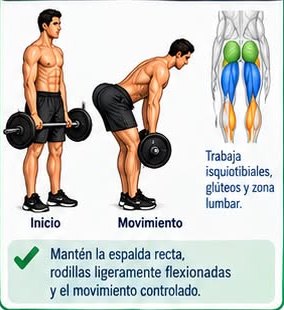 Trabaja
isquiotibiales,
glúteos y zona
lumbar.
Inicio
Movimiento
Mantén la espalda recta,
rodillas ligeramente flexionadas
y el movimiento controlado.